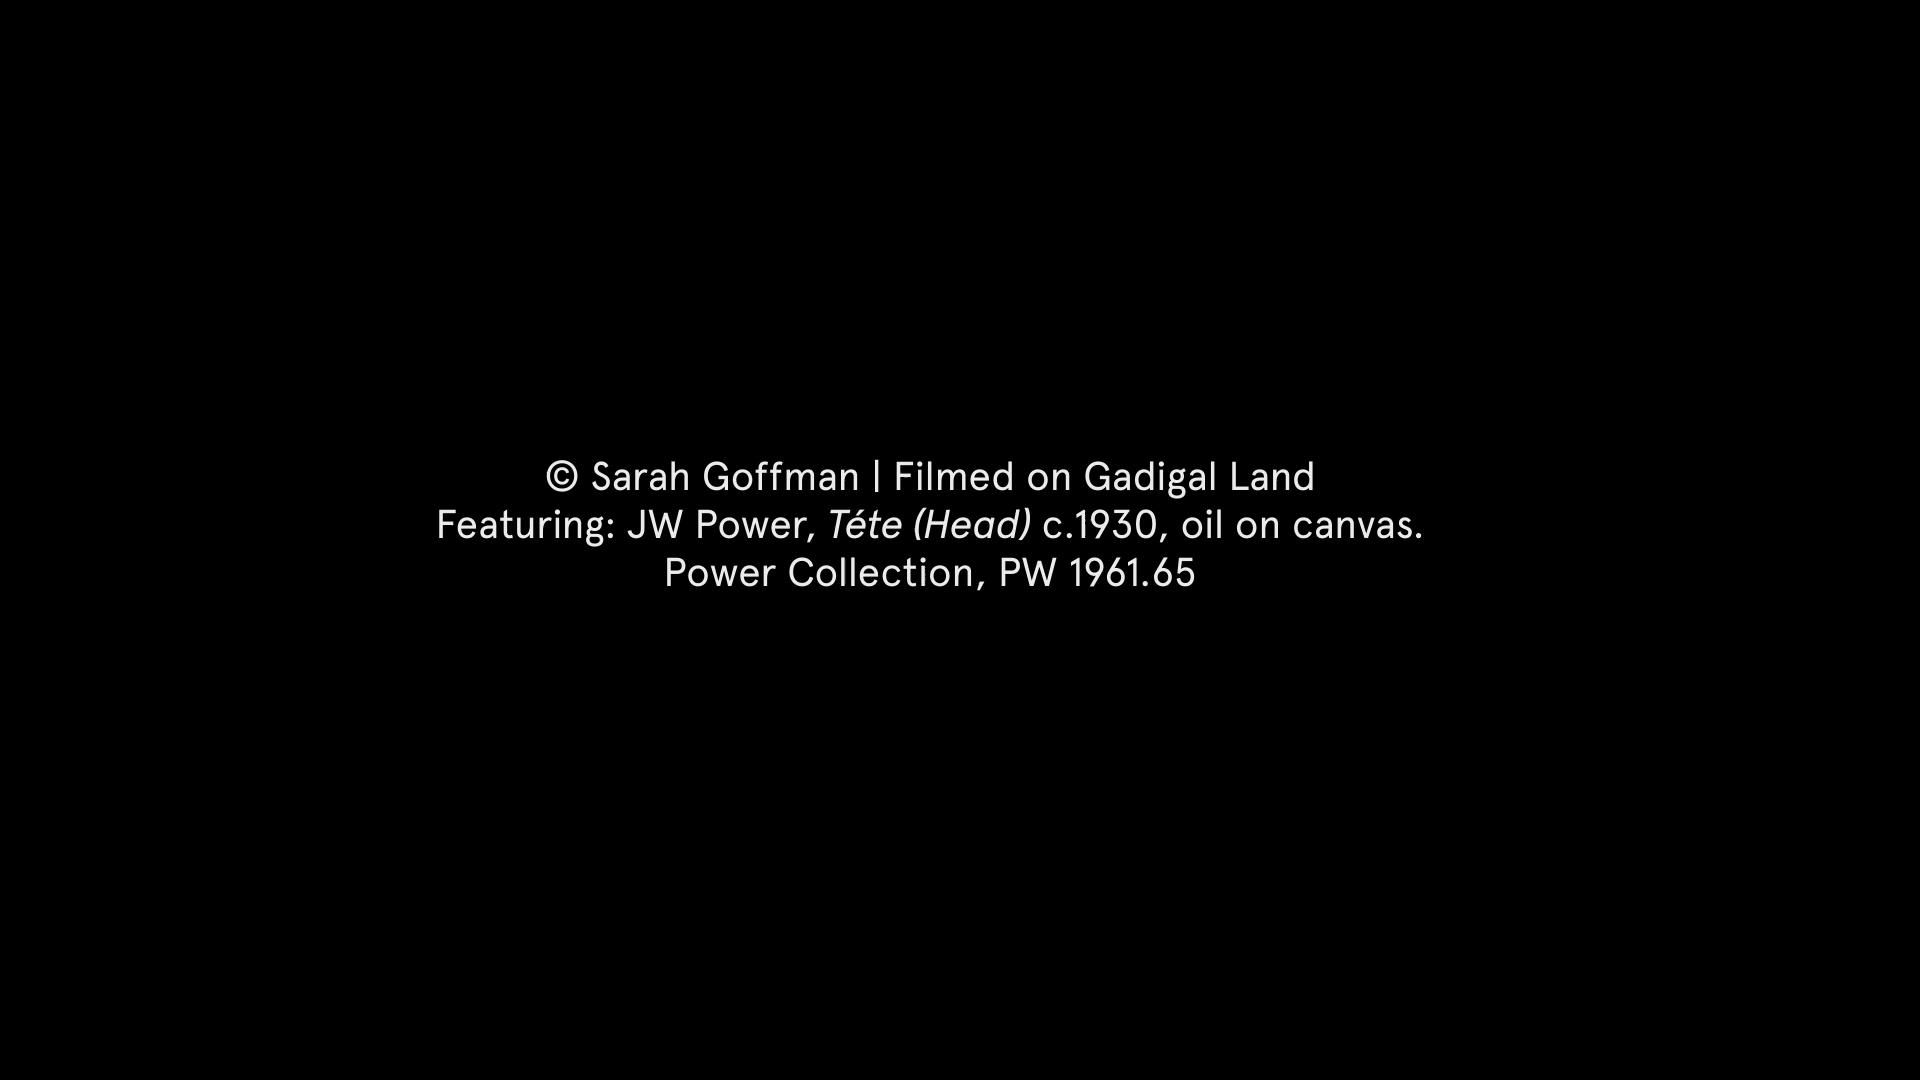 © Sarah Goffman | Filmed on Gadigal Land
Featuring: JW Power, Téte (Head) c.1930, oil on canvas.
Power Collection, PW 1961.65